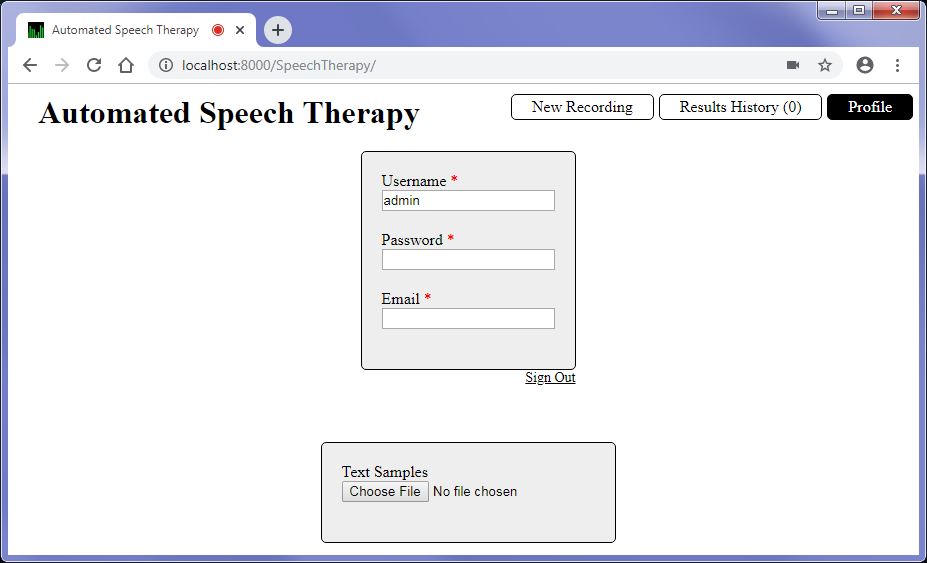 Automated Speech Therapy
localhost:8000/SpeechTherapy/
Automated Speech Therapy
New Recording
Results History (0)
Profile
Username *
admin
Password *
Email *
Sign Out
Text Samples
Choose File No file chosen